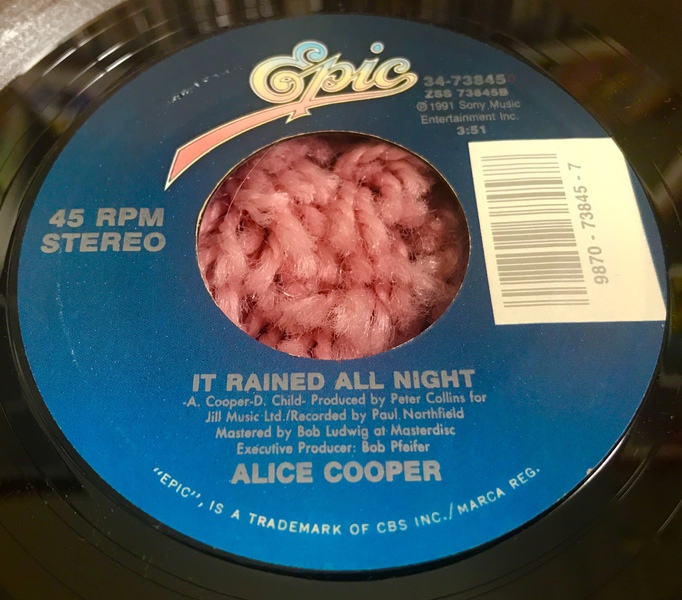 Epic
34-73845
ZSS 73845B
℗ 1991 Sony Music
Entertainment Inc.
3:51
9870 - 73845 - 7
45 RPM
STEREO
IT RAINED ALL NIGHT
-A. Cooper-D. Child- Produced by Peter Collins for
Jill Music Ltd./Recorded by Paul Northfield
Mastered by Bob Ludwig at Masterdisc
Executive Producer: Bob Pfeifer
ALICE COOPER
"EPIC", IS A TRADEMARK OF CBS INC./MARCA REG.